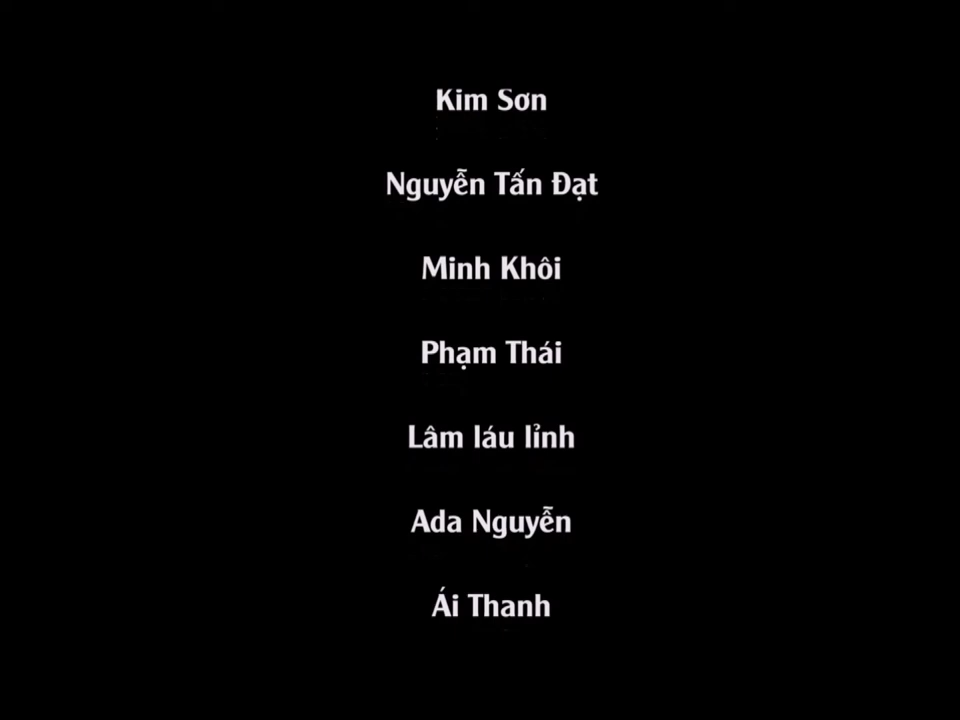 Kim Sơn
Nguyễn Tấn Đạt
Minh Khôi
Phạm Thái
Lâm láu lỉnh
Ada Nguyễn
Ái Thanh